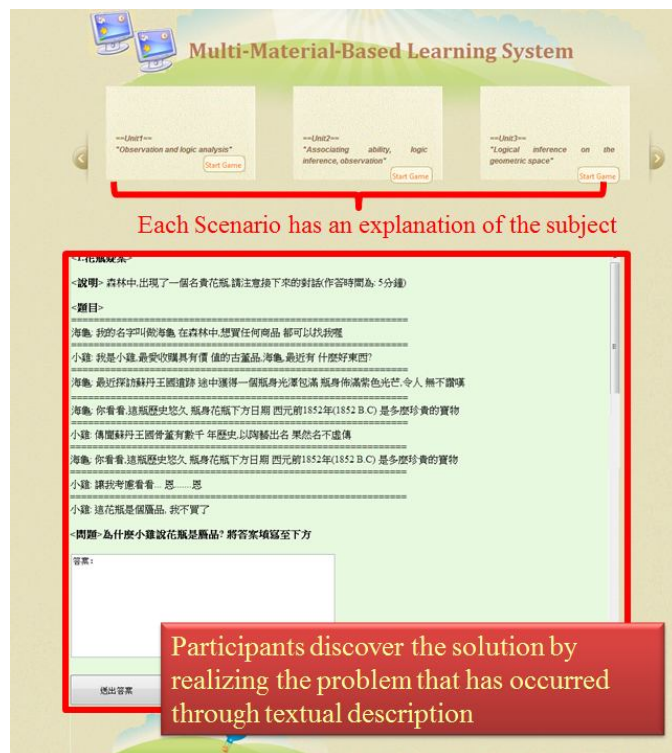 Multi-Material-Based Learning System
==Unit1==
"Observation and logic analysis"
Start Game
==Unit2==
"Associating ability, logic
inference, observation"
Start Game
==Unit3==
"Logical inference on the
geometric space"
Start Game
Each Scenario has an explanation of the subject
<1.花瓶疑案>
<說明> 森林中,出現了一個名貴花瓶,請注意接下來的對話(作答時間為: 5分鐘)
<題目>
海龜: 我的名字叫做海龜,在森林中,想買任何商品 都可以找我喔
小雞: 我是小雞,最愛收購具有價 值的古董品,海龜,最近有 什麼好東西?
海龜: 最近探訪蘇丹王國遺跡 途中獲得一個瓶身光澤包滿 瓶身佈滿紫色光芒,令人 無不讚嘆
海龜: 你看看,這瓶歷史悠久 瓶身花瓶下方日期 西元前1852年(1852 B.C) 是多麼珍貴的寶物
小雞: 傳聞蘇丹王國骨董有數千 年歷史,以陶藝出名 果然名不虛傳
海龜: 你看看,這瓶歷史悠久 瓶身花瓶下方日期 西元前1852年(1852 B.C) 是多麼珍貴的寶物
小雞: 讓我考慮看看... 恩.......恩
小雞: 這花瓶是個贗品, 我不買了
<問題>為什麼小雞說花瓶是贗品? 將答案填寫至下方
答案:
送出答案
Participants discover the solution by
realizing the problem that has occurred
through textual description